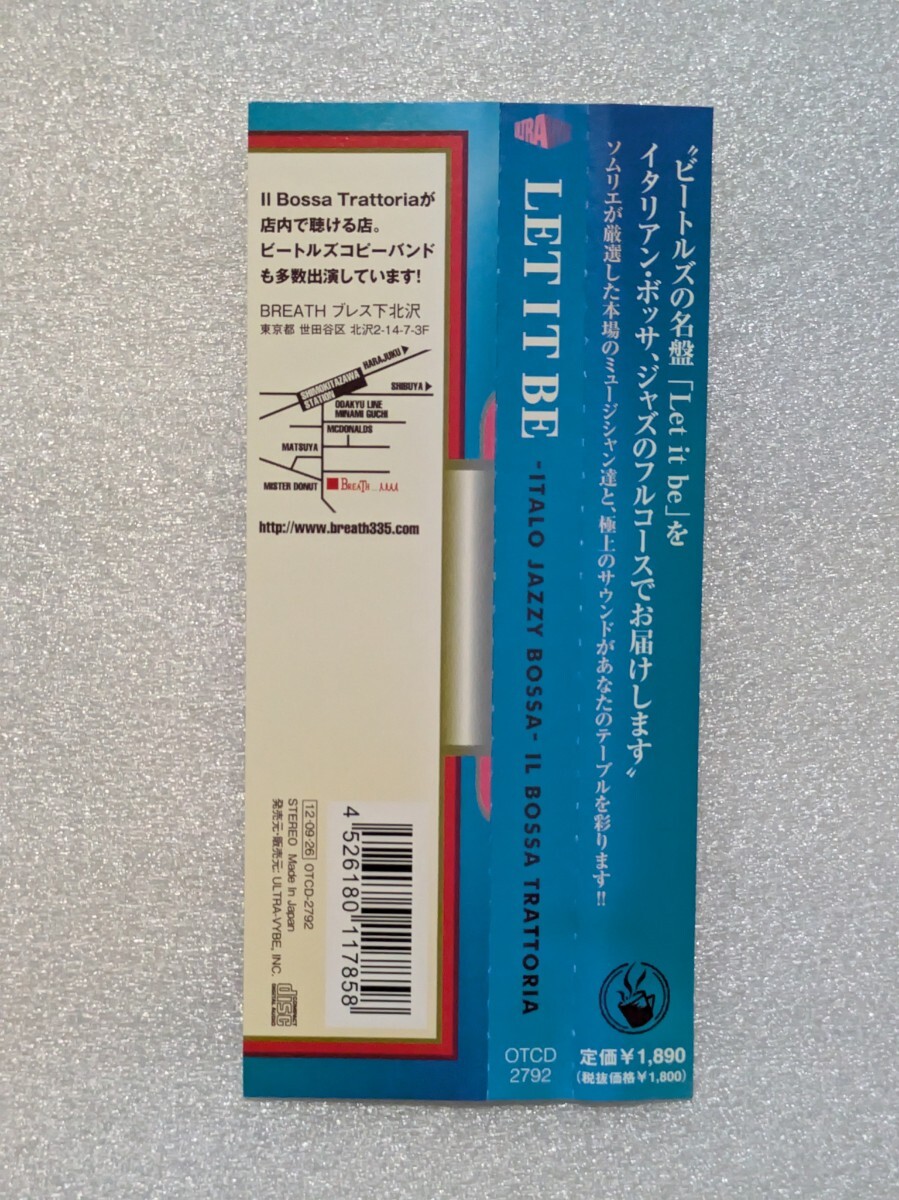 "ビートルズの名盤「Let it be」を
イタリアン・ボッサ、ジャズのフルコースでお届けします"
ソムリエが厳選した本場のミュージシャン達と、極上のサウンドがあなたのテーブルを彩ります!!
定価¥1,890
(税抜価格¥1,800)
LET IT BE
-ITALO JAZZY BOSSA- IL BOSSA TRATTORIA
OTCD
2792
Il Bossa Trattoriaが
店内で聴ける店。
ビートルズコピーバンド
も多数出演しています!
BREATH ブレス下北沢
東京都 世田谷区 北沢2-14-7-3F
HARAJUKU
SHIMOKITAZAWA
STATION
SHIBUYA
ODAKYU LINE
MINAMI GUCHI
MCDONALDS
MATSUYA
MISTER DONUT
BREATH
http://www.breath335.com
4 526180 117858
12・09・26 OTCD-2792
STEREO Made In Japan
発売元・販売元: ULTRA-VYBE, INC.
COMPACT
disc
DIGITAL AUDIO